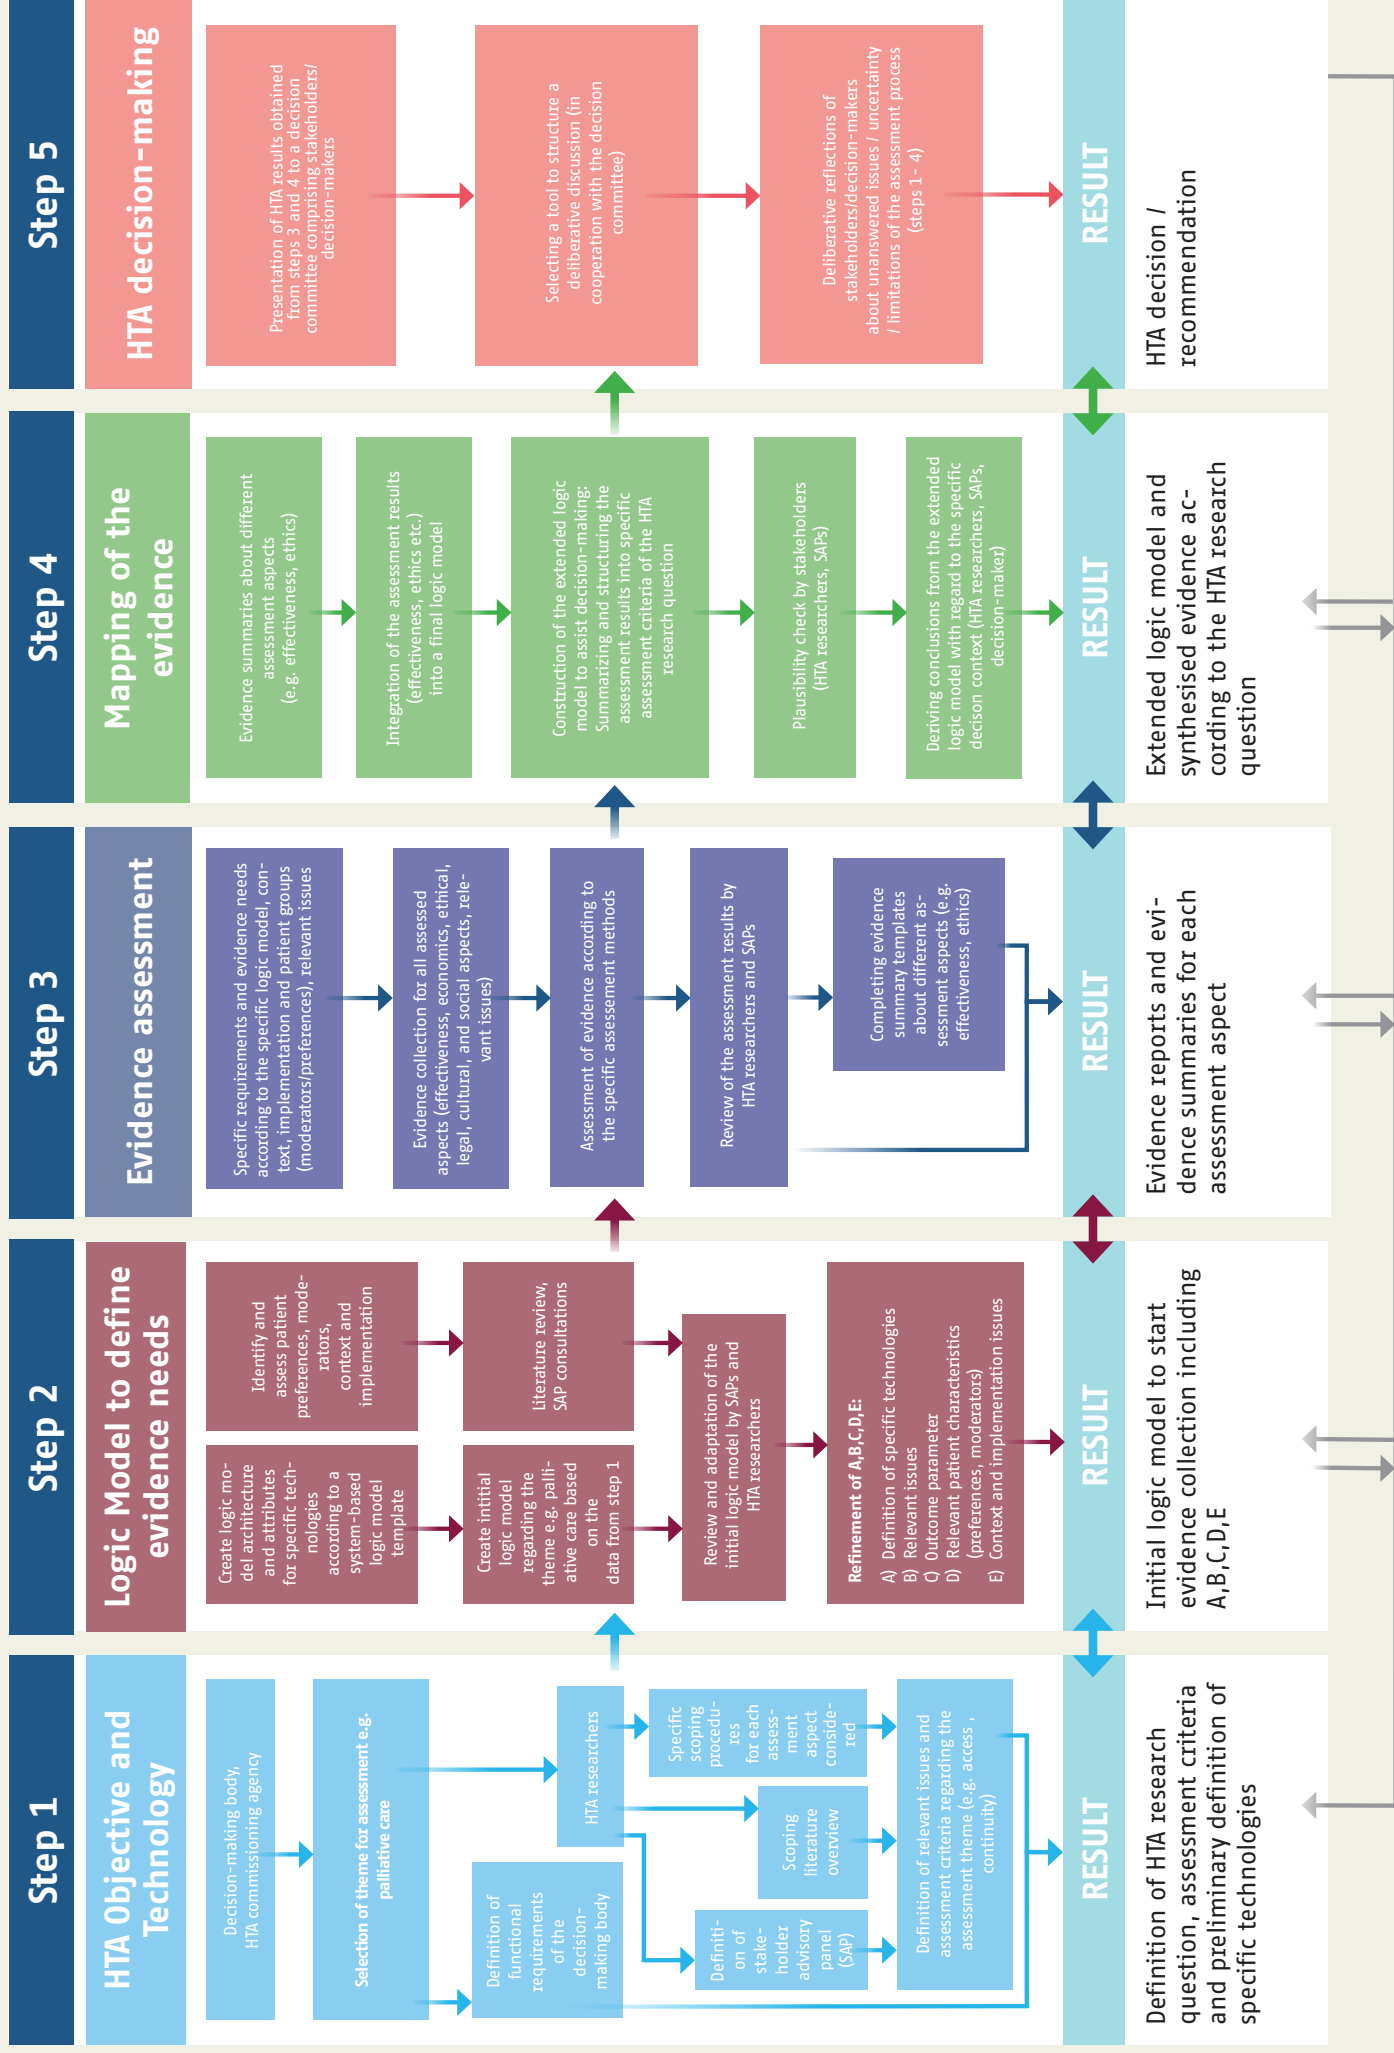 Step 1
HTA Objective and
Technology
Decision-making body,
HTA commissioning agency
Selection of theme for assessment e.g.
palliative care
Definition of
functional
requirements
of the
decision-
making body
HTA researchers
Definiti-
on of
stake-
holder
advisory
panel
(SAP)
Scoping
literature
overview
Specific
scoping
procedu-
res
for each
assess-
ment
aspect
conside-
red
Definition of relevant issues and
assessment criteria regarding the
assessment theme (e.g. access ,
continuity)
RESULT
Definition of HTA research
question, assessment criteria
and preliminary definition of
specific technologies
Step 2
Logic Model to define
evidence needs
Create logic mo-
del architecture
and attributes
for specific tech-
nologies
according to a
system-based
logic model
template
Identify and
assess patient
preferences, mode-
rators,
context and
implementation
Create intitial
logic model
regarding the
theme e.g. palli-
ative care based
on the
data from step 1
Literature review,
SAP consultations
Review and adaptation of the
initial logic model by SAPs and
HTA researchers
Refinement of A,B,C,D,E:
A) Definition of specific technologies
B) Relevant issues
C) Outcome parameter
D) Relevant patient characteristics
(preferences, moderators)
E) Context and implementation issues
RESULT
Initial logic model to start
evidence collection including
A,B,C,D,E
Step 3
Evidence assessment
Specific requirements and evidence needs
according to the specific logic model, con-
text, implementation and patient groups
(moderators/preferences), relevant issues
Evidence collection for all assessed
aspects (effectiveness, economics, ethical,
legal, cultural, and social aspects, rele-
vant issues)
Assessment of evidence according to
the specific assessment methods
Review of the assessment results by
HTA researchers and SAPs
Completing evidence
summary templates
about different as-
sessment aspects (e.g.
effectiveness, ethics)
RESULT
Evidence reports and evi-
dence summaries for each
assessment aspect
Step 4
Mapping of the
evidence
Evidence summaries about different
assessment aspects
(e.g. effectiveness, ethics)
Integration of the assessment results
(effectiveness, ethics etc.)
into a final logic model
Construction of the extended logic
model to assist decision-making:
Summarizing and structuring the
assessment results into specific
assessment criteria of the HTA
research question
Plausibility check by stakeholders
(HTA researchers, SAPs)
Deriving conclusions from the extended
logic model with regard to the specific
decison context (HTA researchers, SAPs,
decision-maker)
RESULT
Extended logic model and
synthesised evidence ac-
cording to the HTA research
question
Step 5
HTA decision-making
Presentation of HTA results obtained
from steps 3 and 4 to a decision
committee comprising stakeholders/
decision-makers
Selecting a tool to structure a
deliberative discussion (in
cooperation with the decision
committee)
Deliberative reflections of
stakeholders/decision-makers
about unanswered issues / uncertainty
/ limitations of the assessment process
(steps 1- 4)
RESULT
HTA decision /
recommendation